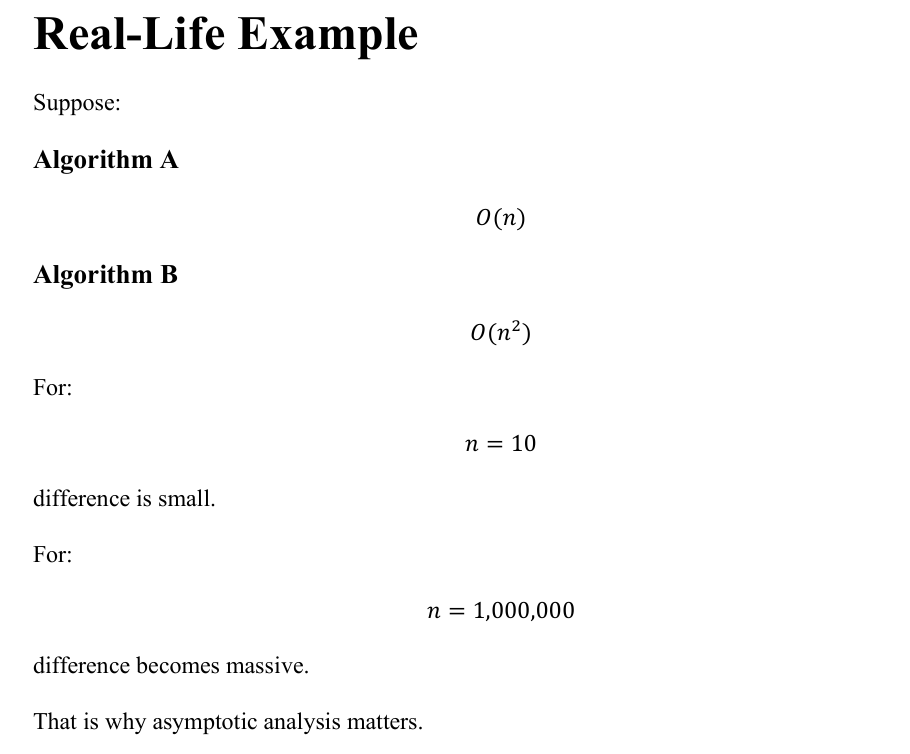 Real-Life Example
Suppose:
Algorithm A
O(n)
Algorithm B
O(n²)
For:
n = 10
difference is small.
For:
n = 1,000,000
difference becomes massive.
That is why asymptotic analysis matters.